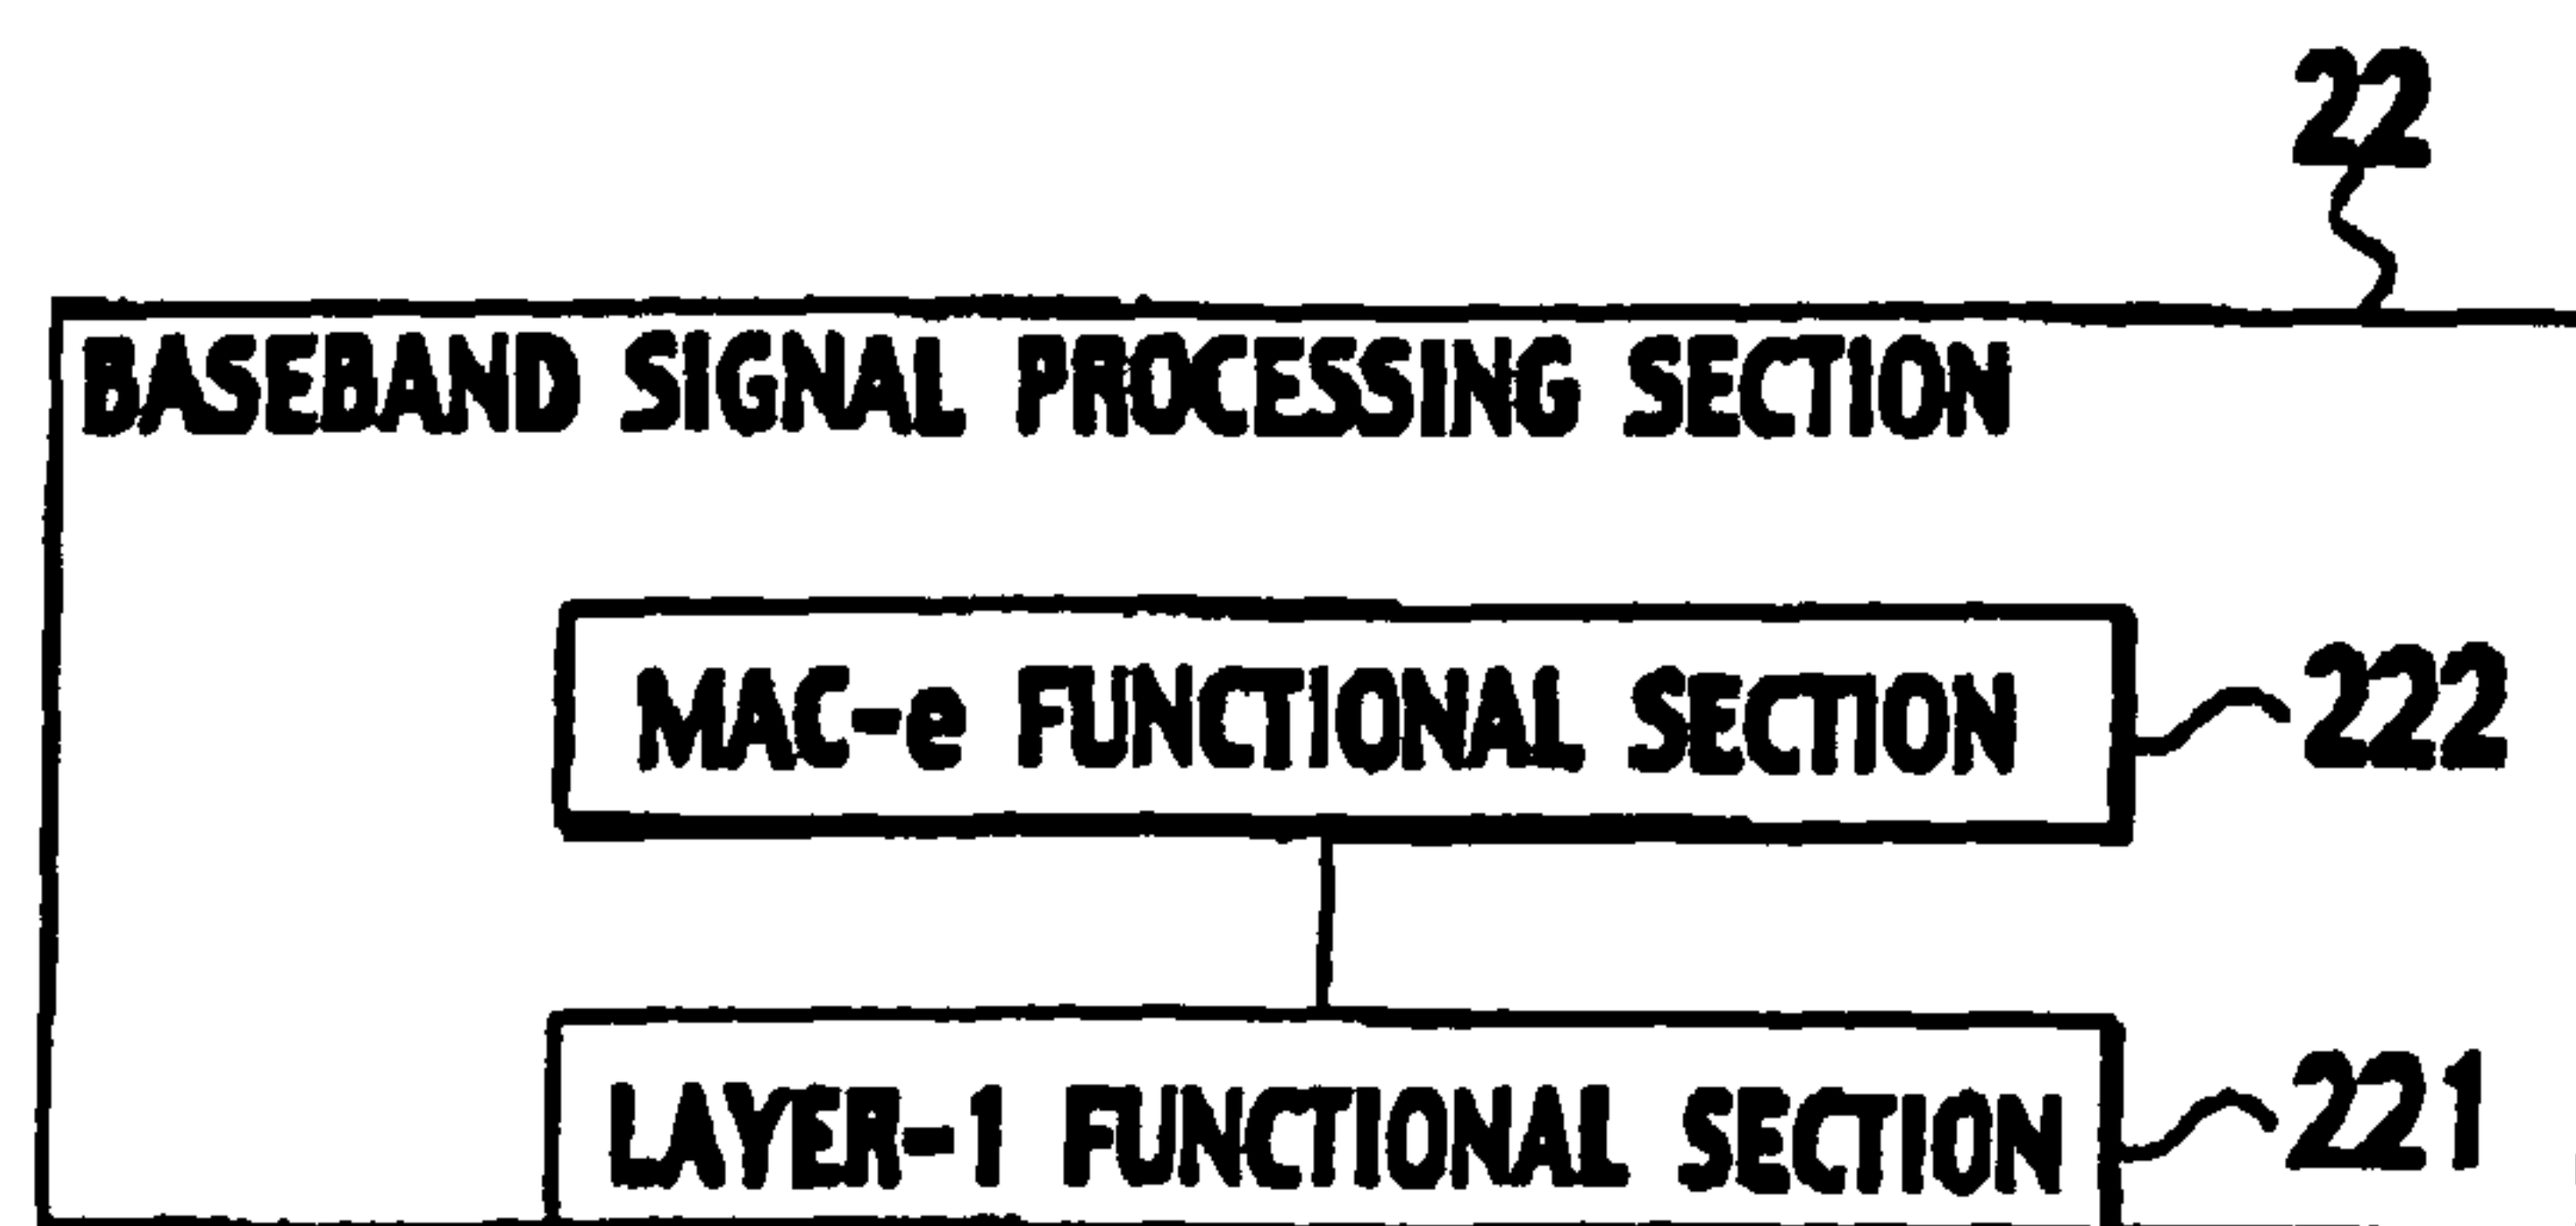 22
BASEBAND SIGNAL PROCESSING SECTION
MAC-e FUNCTIONAL SECTION
222
LAYER-1 FUNCTIONAL SECTION
221